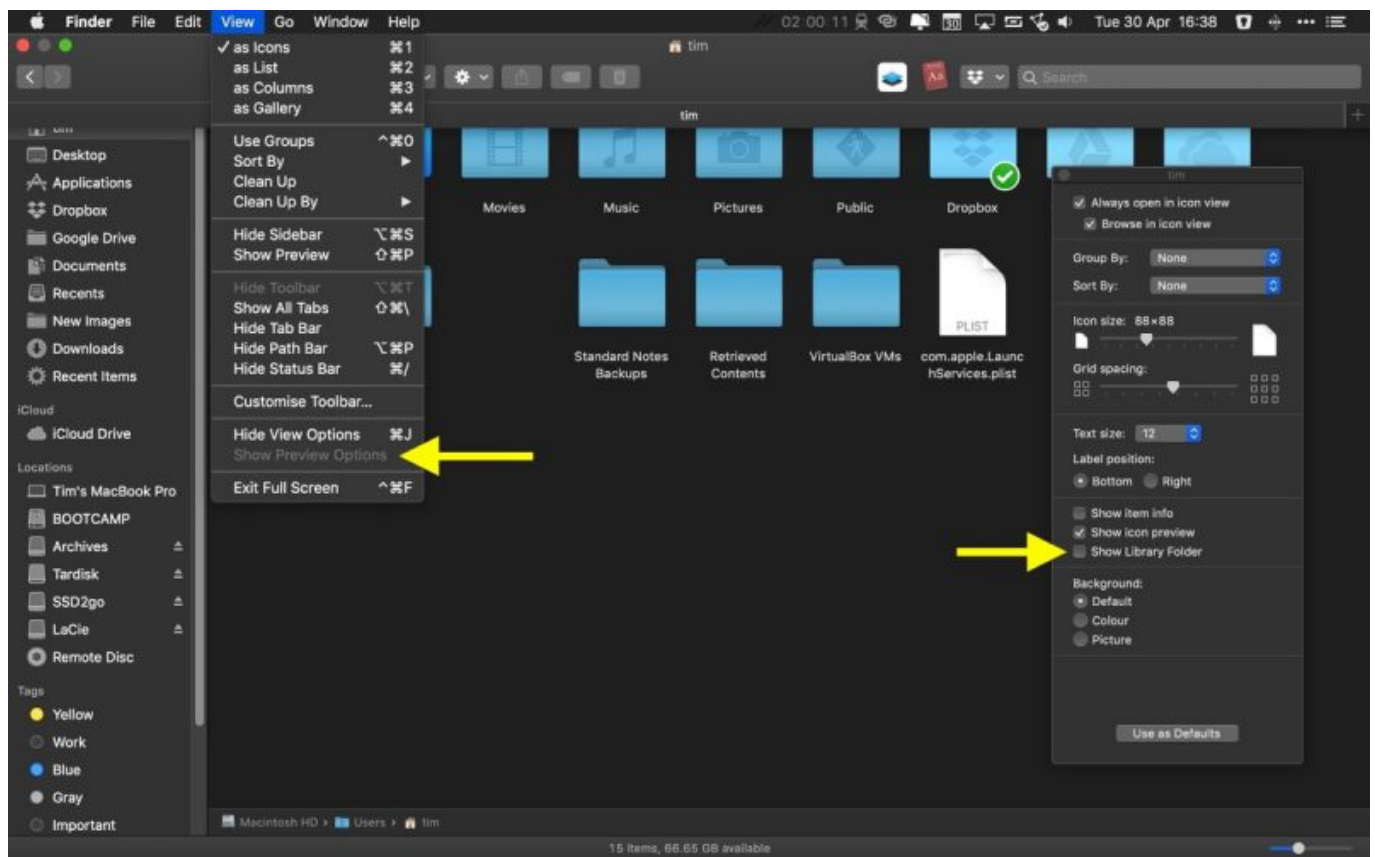 Finder File Edit View Go Window Help 02 00 11 30 Tue 30 Apr 16:38
tim
Aa Search
tim
Desktop
Applications
Dropbox
Google Drive
Documents
Recents
New Images
Downloads
Recent Items
iCloud
iCloud Drive
Locations
Tim's MacBook Pro
BOOTCAMP
Archives
Tardisk
SSD2go
LaCie
Remote Disc
Tags
Yellow
Work
Blue
Gray
Important
✓ as Icons ⌘1
as List ⌘2
as Columns ⌘3
as Gallery ⌘4
Use Groups ^⌘0
Sort By ▶
Clean Up
Clean Up By ▶
Hide Sidebar ⌥⌘S
Show Preview ⇧⌘P
Hide Toolbar ⌥⌘T
Show All Tabs ⇧⌘\
Hide Tab Bar
Hide Path Bar ⌥⌘P
Hide Status Bar ⌘/
Customise Toolbar...
Hide View Options ⌘J
Show Preview Options
Exit Full Screen ^⌘F
Movies Music Pictures Public Dropbox
PLIST
Standard Notes Retrieved VirtualBox VMs com.apple.Launc
Backups Contents hServices.plist
tim
Always open in icon view
Browse in icon view
Group By: None
Sort By: None
Icon size: 88×88
Grid spacing:
Text size: 12
Label position:
Bottom Right
Show item info
Show icon preview
Show Library Folder
Background:
Default
Colour
Picture
Use as Defaults
Macintosh HD › Users › tim
15 items, 66.65 GB available